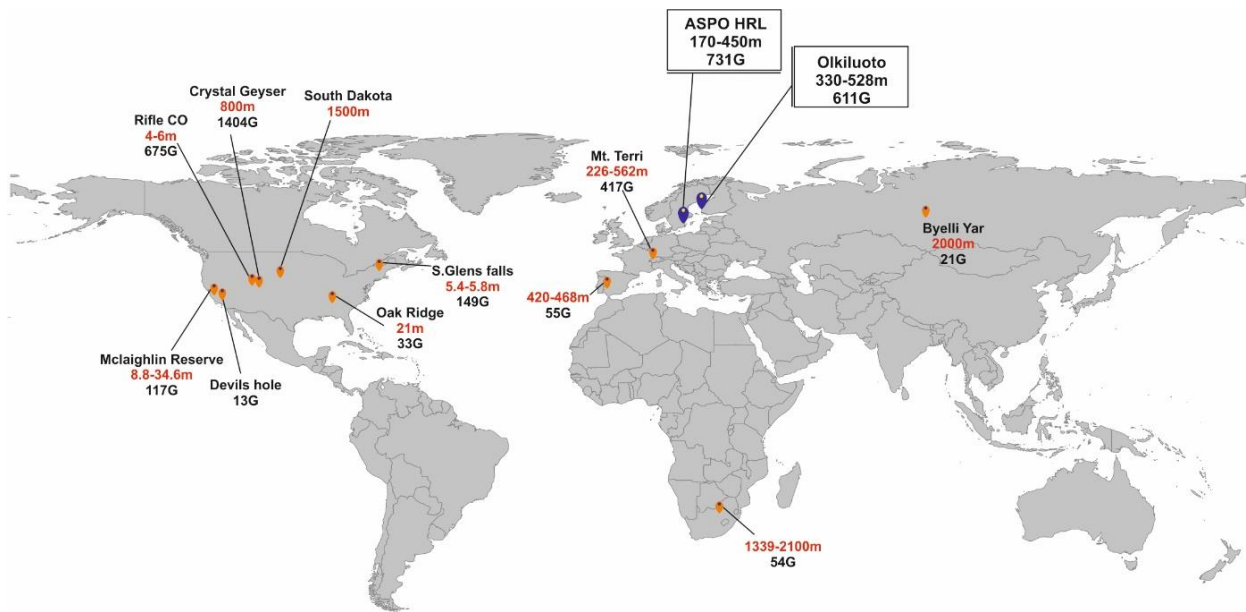 ASPO HRL
170-450m
731G
Olkiluoto
330-528m
611G
Crystal Geyser
800m
1404G
South Dakota
1500m
Rifle CO
4-6m
675G
Mt. Terri
226-562m
417G
Byelli Yar
2000m
21G
S.Glens falls
5.4-5.8m
149G
420-468m
55G
Oak Ridge
21m
33G
Mclaighlin Reserve
8.8-34.6m
117G
Devils hole
13G
1339-2100m
54G